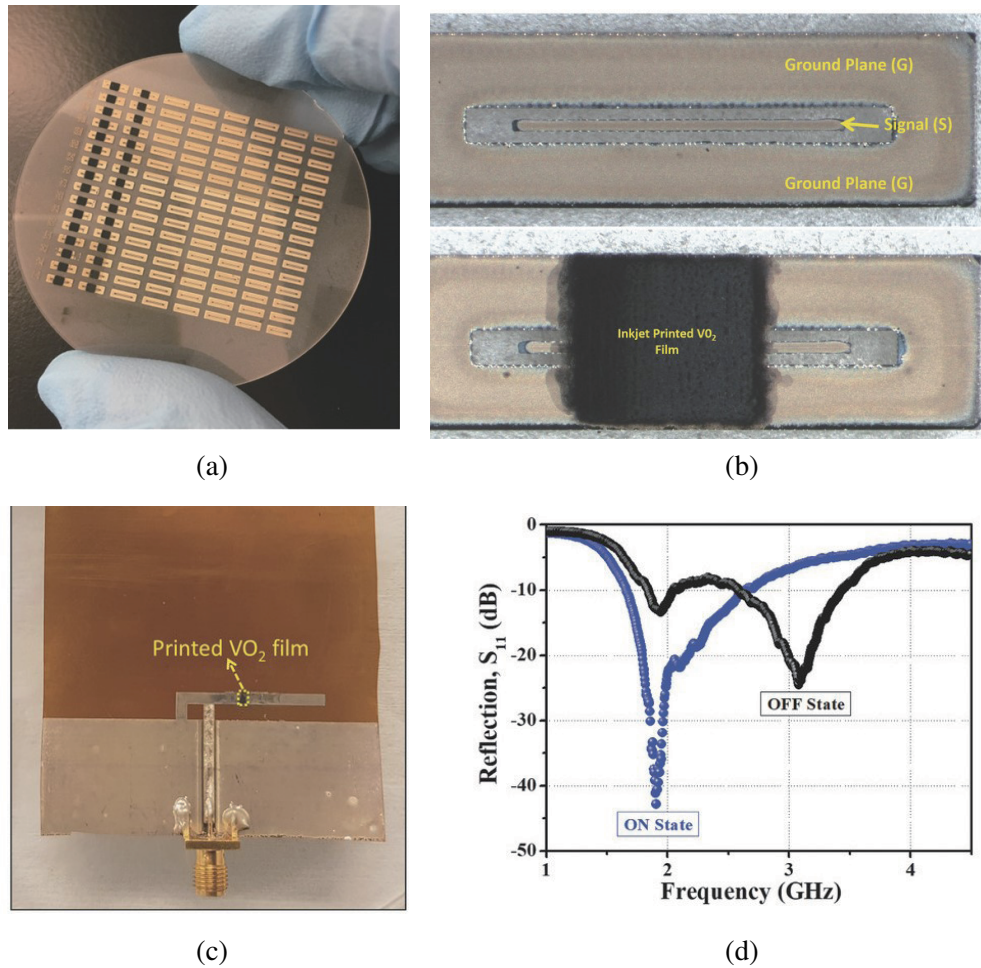 Ground Plane (G)
Signal (S)
Ground Plane (G)
Inkjet Printed V0₂
Film
(a)
(b)
Printed VO₂ film
(c)
0
-10
-20
-30
-40
-50
Reflection, S₁₁ (dB)
OFF State
ON State
1
2
3
4
Frequency (GHz)
(d)